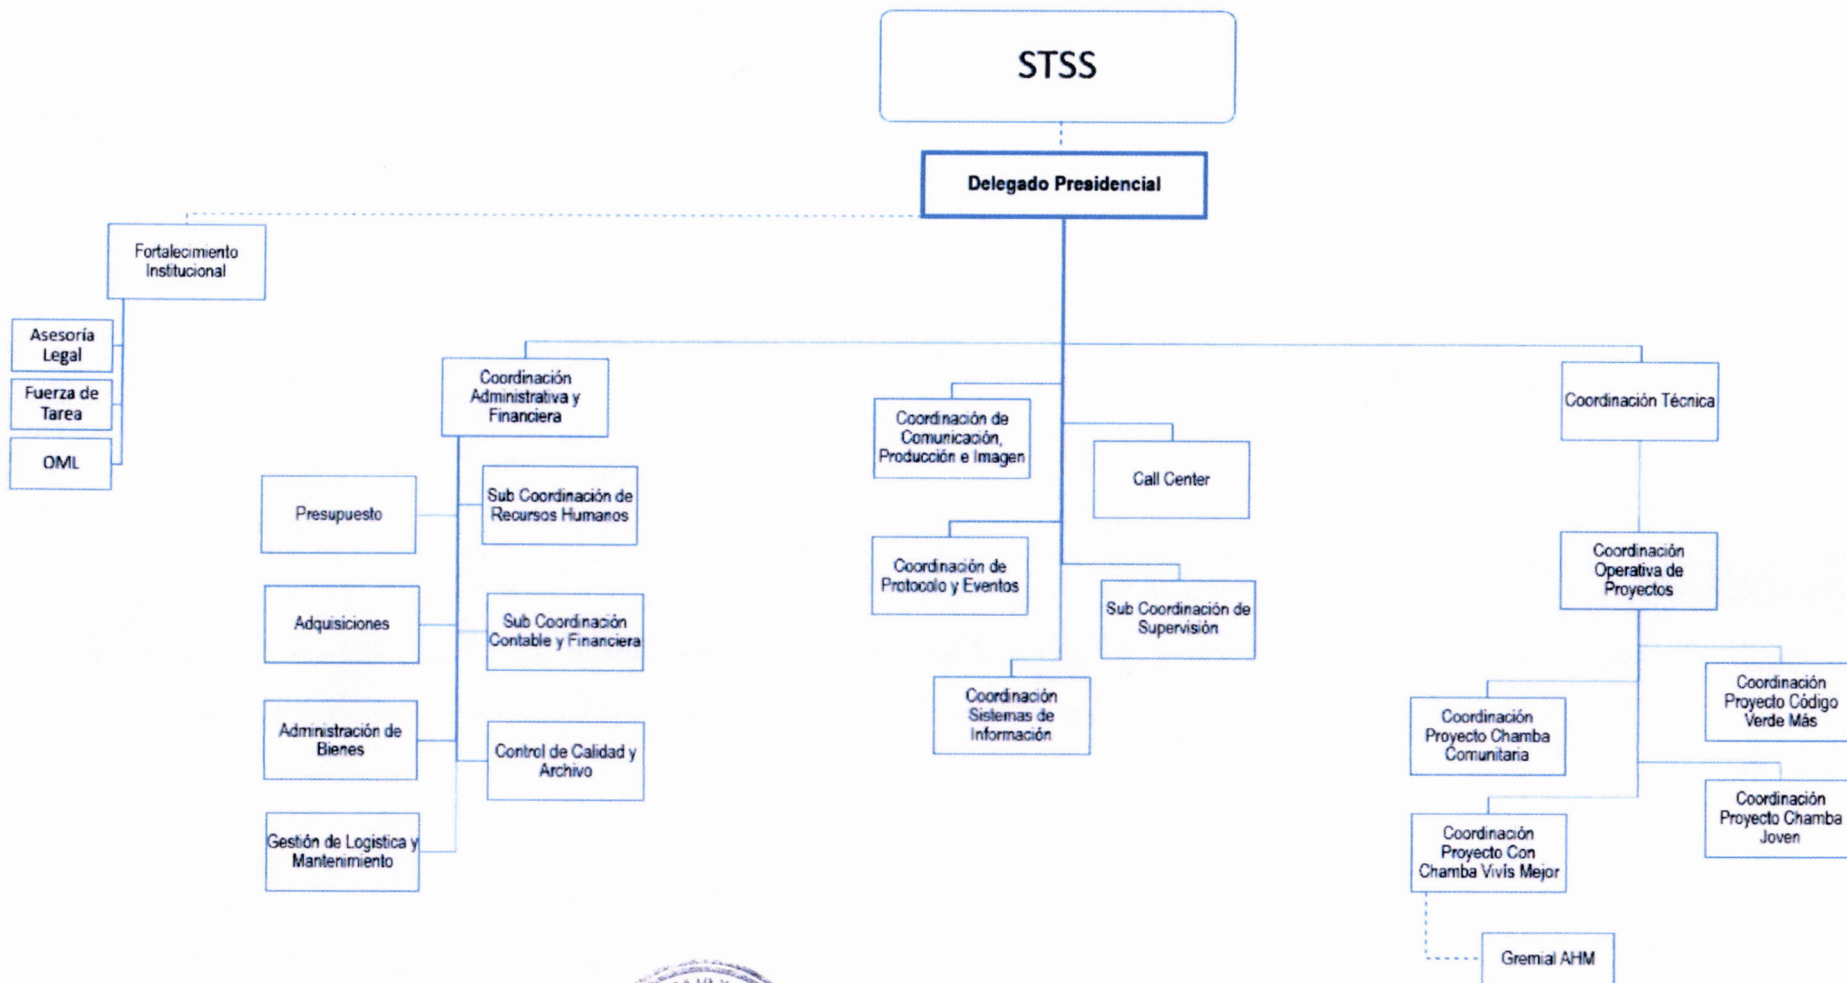 STSS
Delegado Presidencial
Fortalecimiento
Institucional
Asesoría
Legal
Fuerza de
Tarea
OML
Coordinación
Administrativa y
Financiera
Presupuesto
Sub Coordinación de
Recursos Humanos
Adquisiciones
Sub Coordinación
Contable y Financiera
Administración de
Bienes
Control de Calidad y
Archivo
Gestión de Logistica y
Mantenimiento
Coordinación de
Comunicación,
Producción e Imagen
Call Center
Coordinación de
Protocolo y Eventos
Sub Coordinación de
Supervisión
Coordinación
Sistemas de
Información
Coordinación Técnica
Coordinación
Operativa de
Proyectos
Coordinación
Proyecto Código
Verde Más
Coordinación
Proyecto Chamba
Comunitaria
Coordinación
Proyecto Chamba
Joven
Coordinación
Proyecto Con
Chamba Vivís Mejor
Gremial AHM